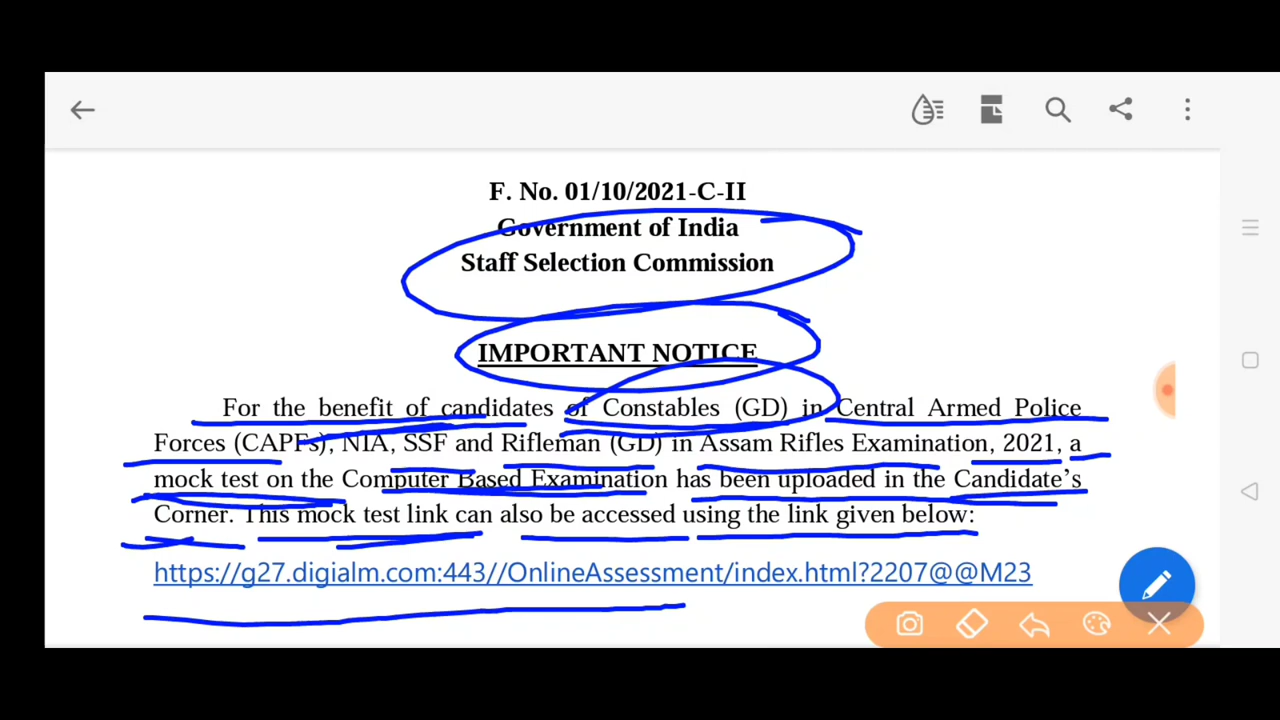 F. No. 01/10/2021-C-II
Government of India
Staff Selection Commission
IMPORTANT NOTICE
For the benefit of candidates of Constables (GD) in Central Armed Police
Forces (CAPFs), NIA, SSF and Rifleman (GD) in Assam Rifles Examination, 2021, a
mock test on the Computer Based Examination has been uploaded in the Candidate’s
Corner. This mock test link can also be accessed using the link given below:
https://g27.digialm.com:443//OnlineAssessment/index.html?2207@@M23